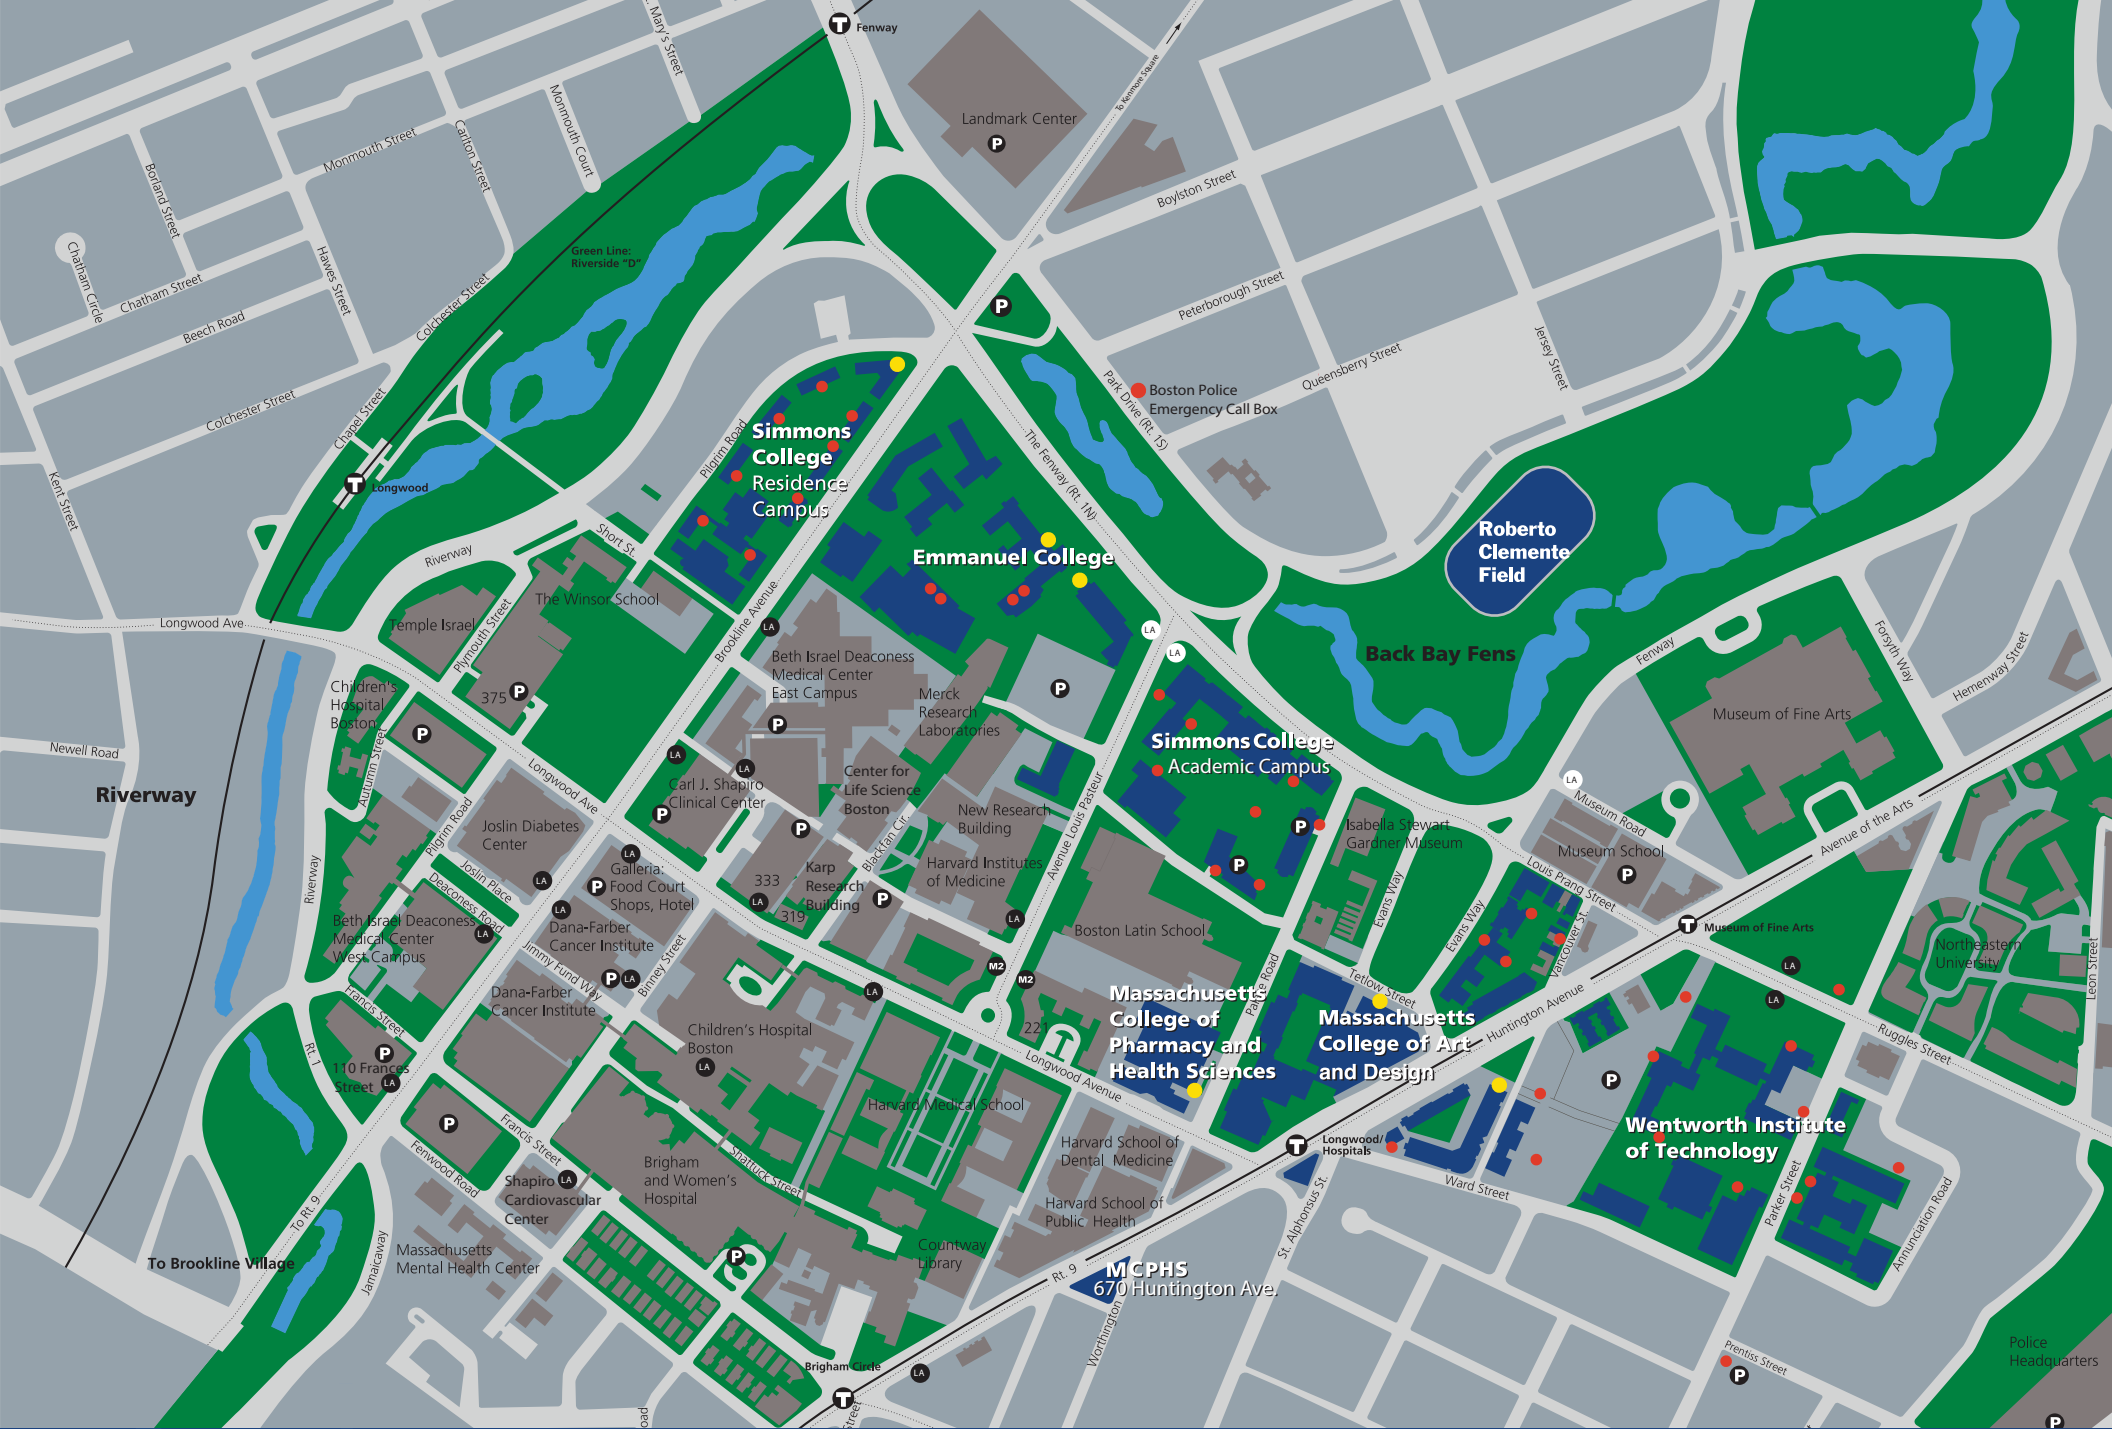 Fenway
Landmark Center
P
To Kenmore Square
St. Mary's Street
Monmouth Court
Monmouth Street
Carlton Street
Borland Street
Chatham Circle
Chatham Street
Beech Road
Hawes Street
Colchester Street
Colchester Street
Chapel Street
Kent Street
Green Line:
Riverside "D"
Boylston Street
Peterborough Street
Queensberry Street
Jersey Street
Park Drive (Rt. 1S)
The Fenway (Rt. 1N)
Boston Police
Emergency Call Box
T
Longwood
Pilgrim Road
Simmons
College
Residence
Campus
Emmanuel College
Roberto
Clemente
Field
Back Bay Fens
Riverway
Short St.
The Winsor School
Temple Israel
Plymouth Street
Longwood Ave
Brookline Avenue
LA
Beth Israel Deaconess
Medical Center
East Campus
Merck
Research
Laboratories
Children's
Hospital
Boston
375
Autumn Street
Newell Road
Riverway
Longwood Ave
Carl J. Shapiro
Clinical Center
Center for
Life Science
Boston
New Research
Building
Blackfan Cir.
Avenue Louis Pasteur
Simmons College
Academic Campus
Isabella Stewart
Gardner Museum
Fenway
Forsyth Way
Hemenway Street
Museum of Fine Arts
Museum Road
Museum School
Avenue of the Arts
Louis Prang Street
Joslin Diabetes
Center
Pilgrim Road
Joslin Place
Deaconess Road
Riverway
Galleria:
Food Court
Shops, Hotel
333
319
Karp
Research
Building
Harvard Institutes
of Medicine
Evans Way
Evans Way
Vancouver St.
Museum of Fine Arts
Northeastern
University
Leon Street
Beth Israel Deaconess
Medical Center
West Campus
Dana-Farber
Cancer Institute
Jimmy Fund Way
Binney Street
Dana-Farber
Cancer Institute
Francis Street
Boston Latin School
M2
M2
Palace Road
Tetlow Street
Massachusetts
College of
Pharmacy and
Health Sciences
Massachusetts
College of Art
and Design
Huntington Avenue
Ruggles Street
Children's Hospital
Boston
221
Longwood Avenue
Rt. 1
110 Frances
Street
Harvard Medical School
Francis Street
Fenwood Road
Shattuck Street
Brigham
and Women's
Hospital
Shapiro
Cardiovascular
Center
Harvard School of
Dental Medicine
Harvard School of
Public Health
Longwood/
Hospitals
Ward Street
Wentworth Institute
of Technology
Parker Street
Annunciation Road
To Rt. 9
To Brookline Village
Jamaicaway
Massachusetts
Mental Health Center
Countway
Library
Rt. 9
St. Alphonsus St.
MCPHS
670 Huntington Ave.
Worthington
Prentiss Street
Police
Headquarters
Brigham Circle
Street
oad